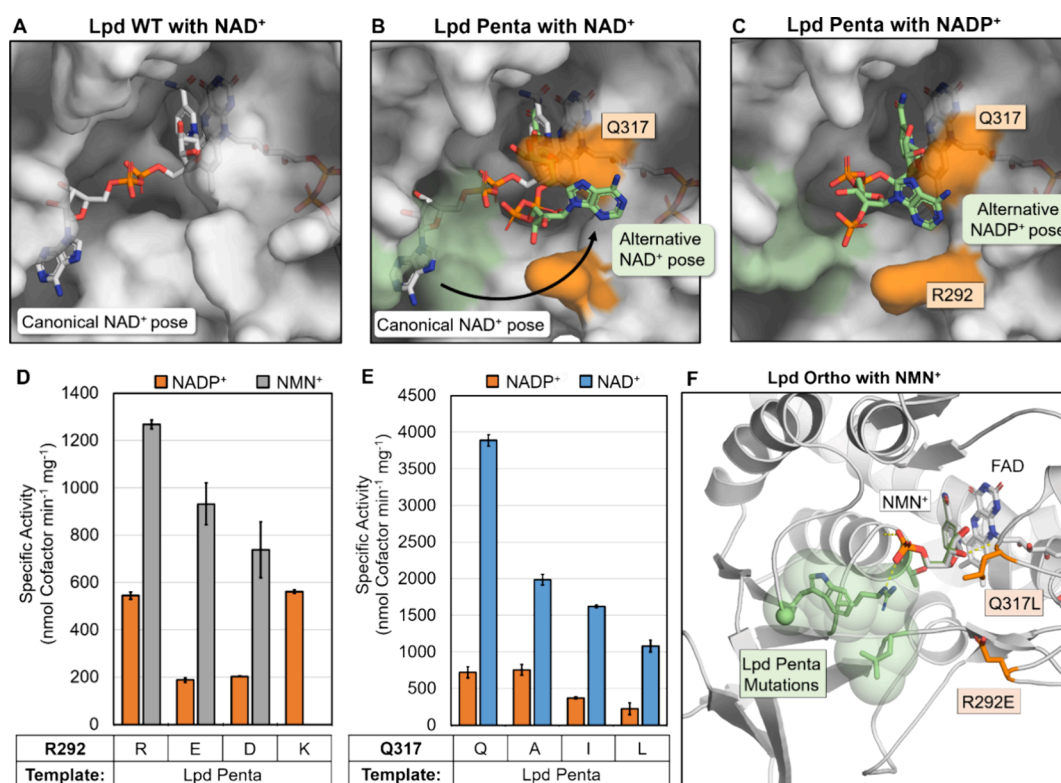 A Lpd WT with NAD⁺
Canonical NAD⁺ pose
B Lpd Penta with NAD⁺
Q317
Alternative
NAD⁺ pose
Canonical NAD⁺ pose
C Lpd Penta with NADP⁺
Q317
Alternative
NADP⁺ pose
R292
D
NADP⁺ NMN⁺
Specific Activity
(nmol Cofactor min⁻¹ mg⁻¹)
1400
1200
1000
800
600
400
200
0
R292 R E D K
Template: Lpd Penta
E
NADP⁺ NAD⁺
Specific Activity
(nmol Cofactor min⁻¹ mg⁻¹)
4500
4000
3500
3000
2500
2000
1500
1000
500
0
Q317 Q A I L
Template: Lpd Penta
F Lpd Ortho with NMN⁺
FAD
NMN⁺
Q317L
Lpd Penta
Mutations
R292E